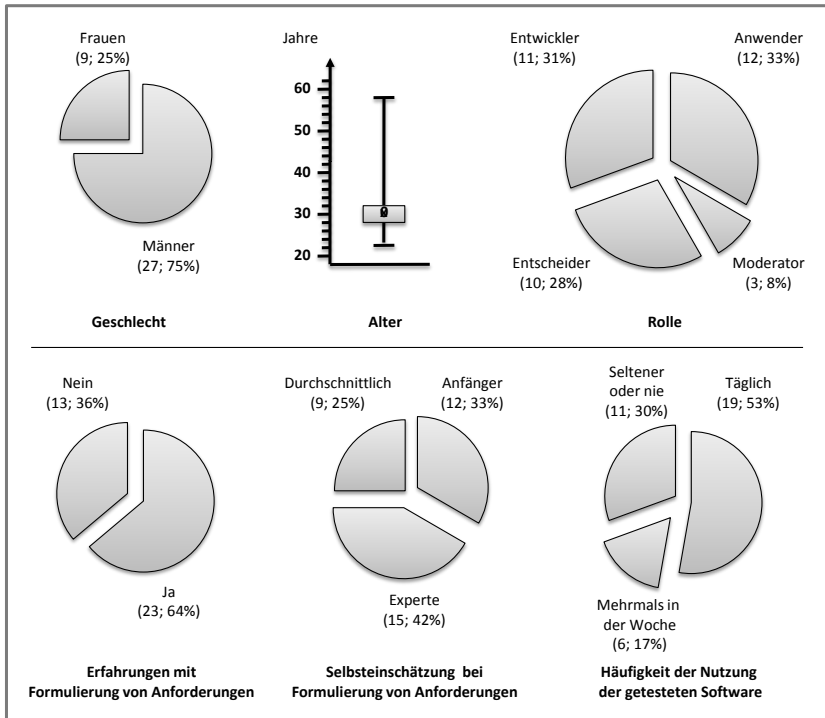 Frauen
(9; 25%)
Männer
(27; 75%)
Geschlecht
Jahre
60
50
40
30
20
Alter
Entwickler
(11; 31%)
Anwender
(12; 33%)
Entscheider
(10; 28%)
Moderator
(3; 8%)
Rolle
Nein
(13; 36%)
Ja
(23; 64%)
Erfahrungen mit
Formulierung von Anforderungen
Durchschnittlich
(9; 25%)
Anfänger
(12; 33%)
Experte
(15; 42%)
Selbsteinschätzung bei
Formulierung von Anforderungen
Seltener
oder nie
(11; 30%)
Täglich
(19; 53%)
Mehrmals in
der Woche
(6; 17%)
Häufigkeit der Nutzung
der getesteten Software